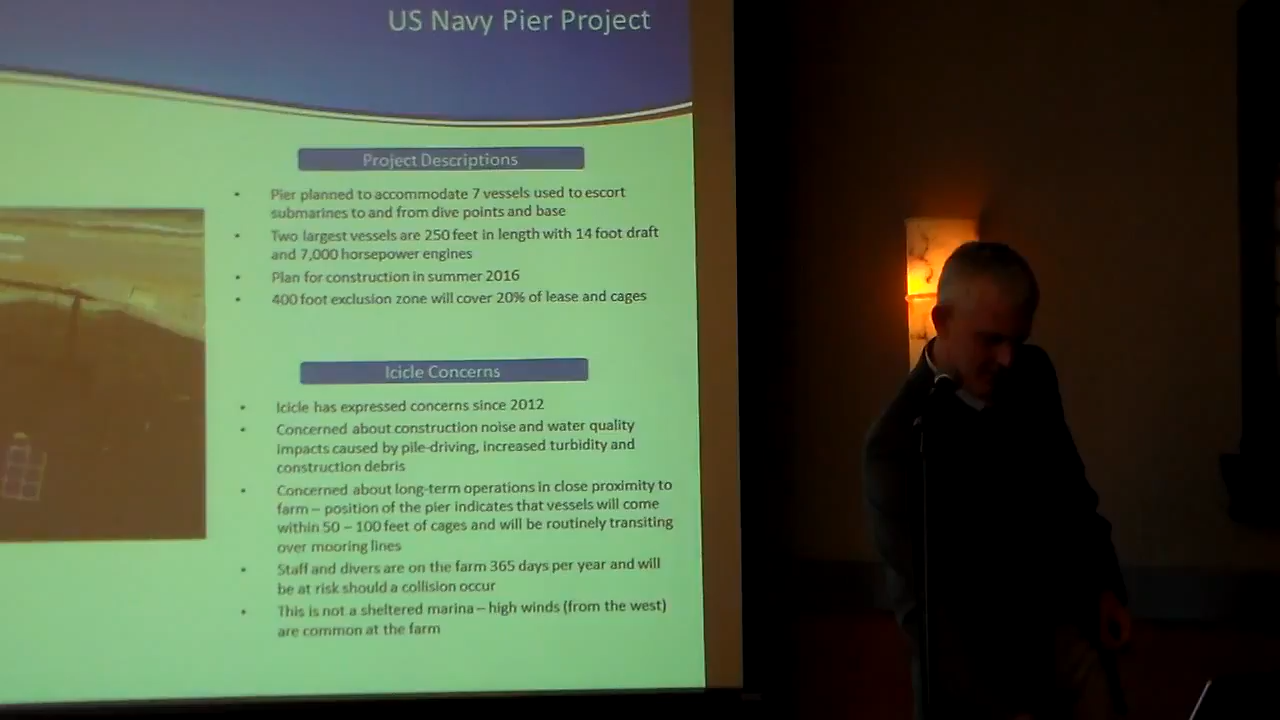 US Navy Pier Project
Project Descriptions
• Pier planned to accommodate 7 vessels used to escort
submarines to and from dive points and base
• Two largest vessels are 250 feet in length with 14 foot draft
and 7,000 horsepower engines
• Plan for construction in summer 2016
• 400 foot exclusion zone will cover 20% of lease and cages
Icicle Concerns
• Icicle has expressed concerns since 2012
• Concerned about construction noise and water quality
impacts caused by pile-driving, increased turbidity and
construction debris
• Concerned about long-term operations in close proximity to
farm – position of the pier indicates that vessels will come
within 50 – 100 feet of cages and will be routinely transiting
over mooring lines
• Staff and divers are on the farm 365 days per year and will
be at risk should a collision occur
• This is not a sheltered marina – high winds (from the west)
are common at the farm